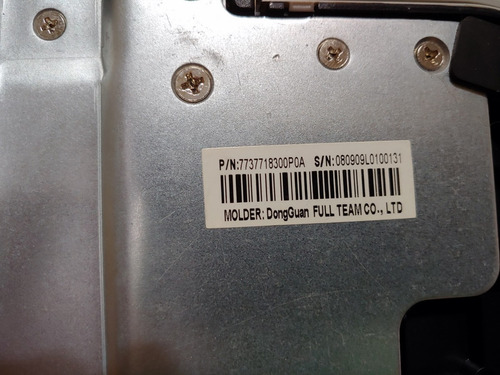 P/N:7737718300P0A S/N:080909L0100131
MOLDER: DongGuan FULL TEAM CO., LTD